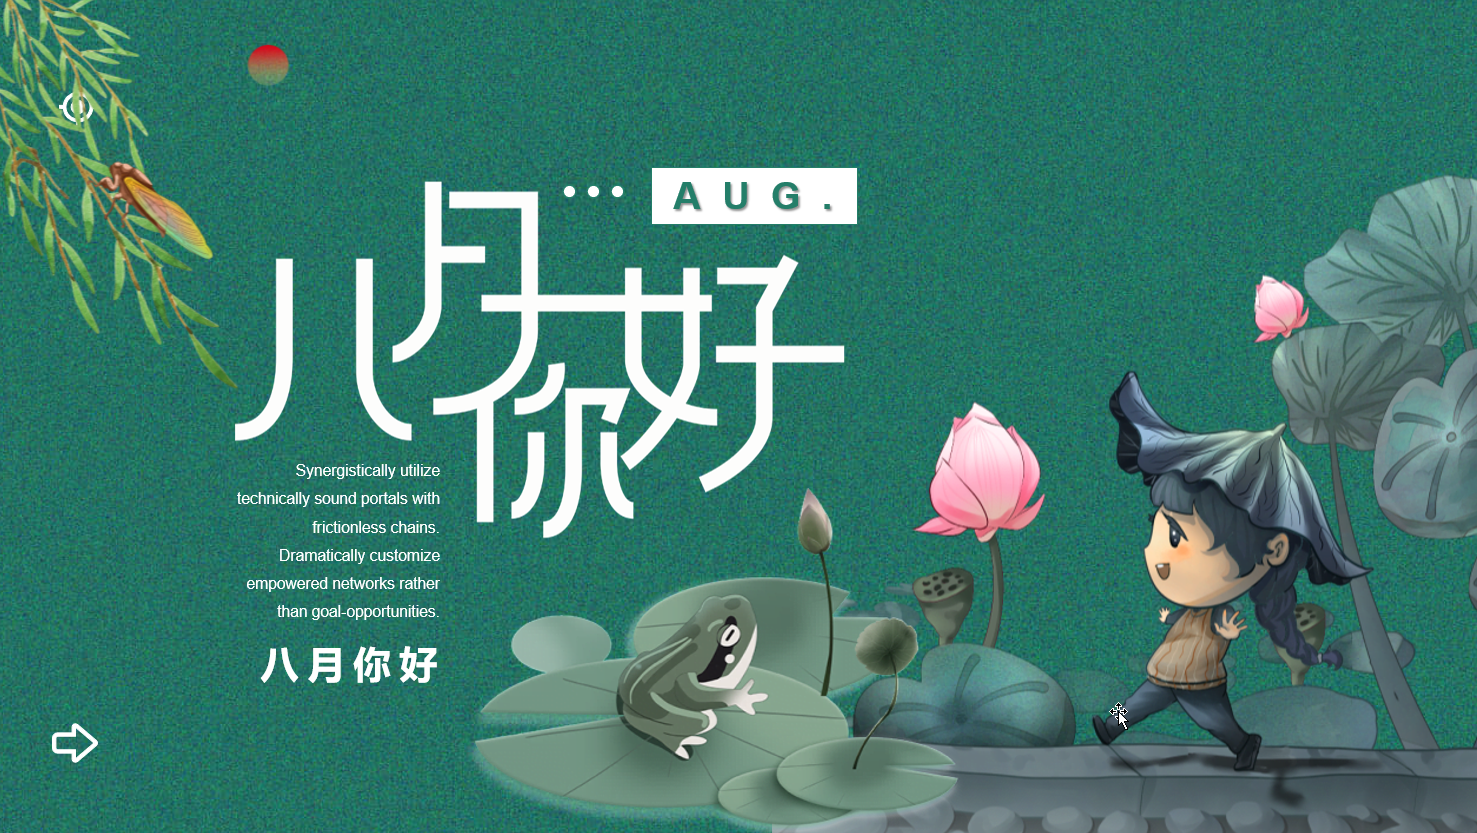 AUG.
八月你好
Synergistically utilize
technically sound portals with
frictionless chains.
Dramatically customize
empowered networks rather
than goal-opportunities.
八月你好